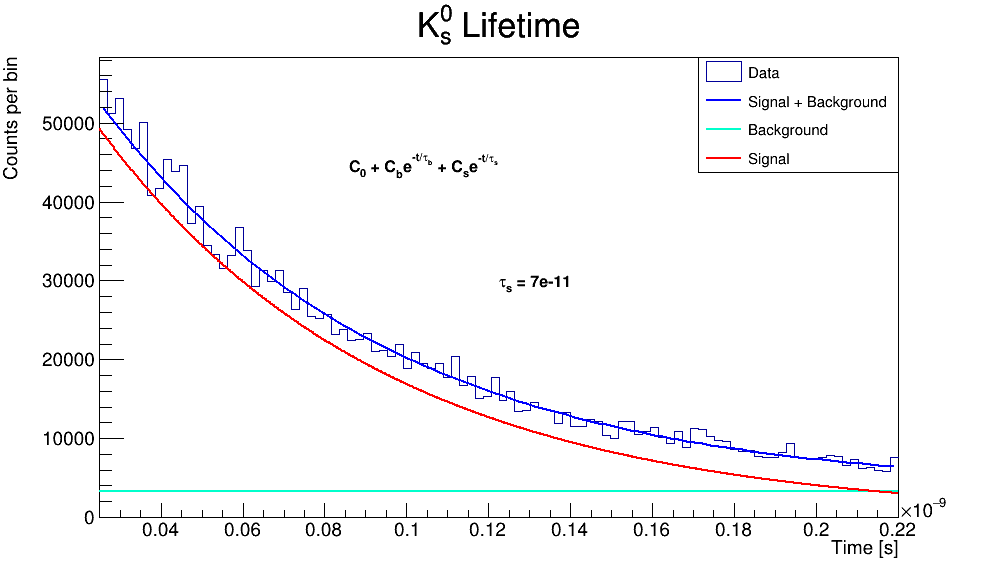 K⁰ₛ Lifetime
Counts per bin
Data
Signal + Background
Background
Signal
C₀ + C_b e^{-t/τ_b} + C_s e^{-t/τ_s}
τₛ = 7e-11
50000
40000
30000
20000
10000
0
0.04 0.06 0.08 0.1 0.12 0.14 0.16 0.18 0.2 0.22
×10⁻⁹
Time [s]